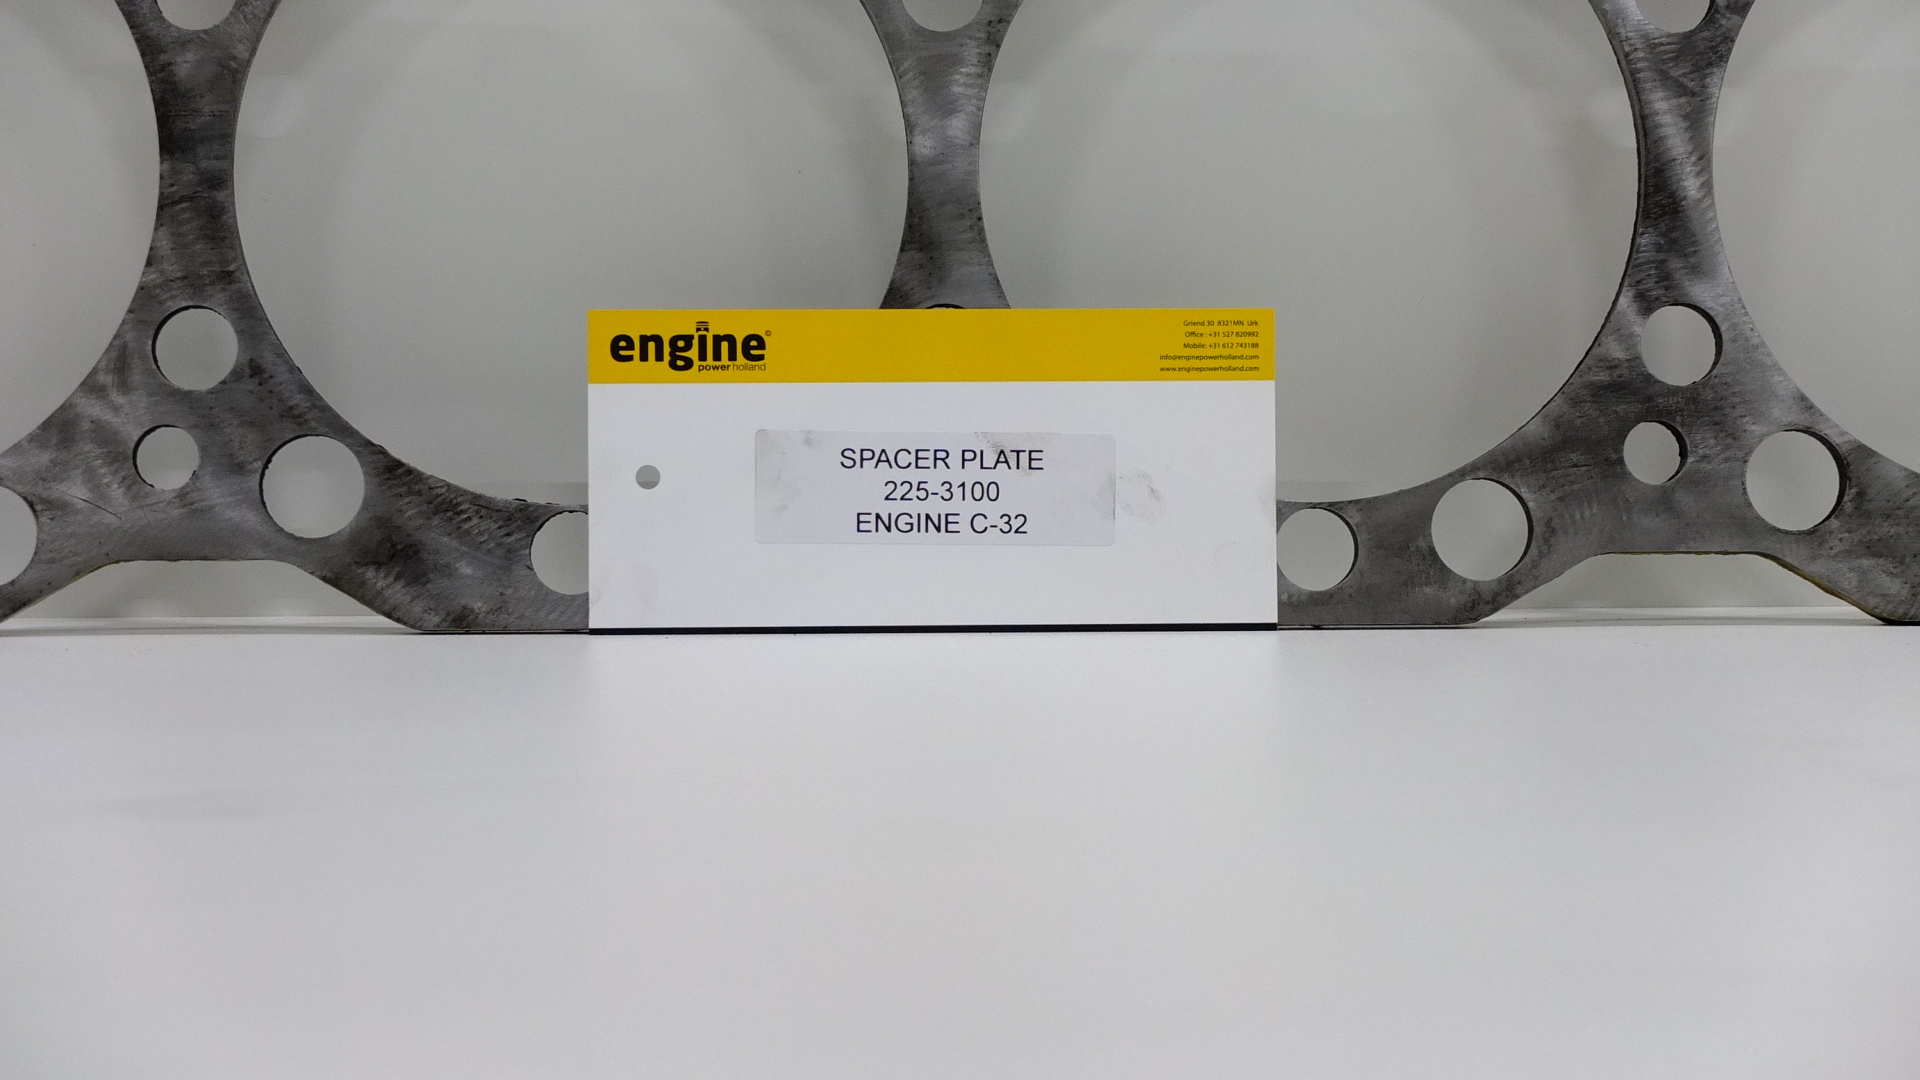 engine©
power holland
Griend 30 8321MN Urk
Office : +31 527 820992
Mobile: +31 612 743188
info@enginepowerholland.com
www.enginepowerholland.com
SPACER PLATE
225-3100
ENGINE C-32